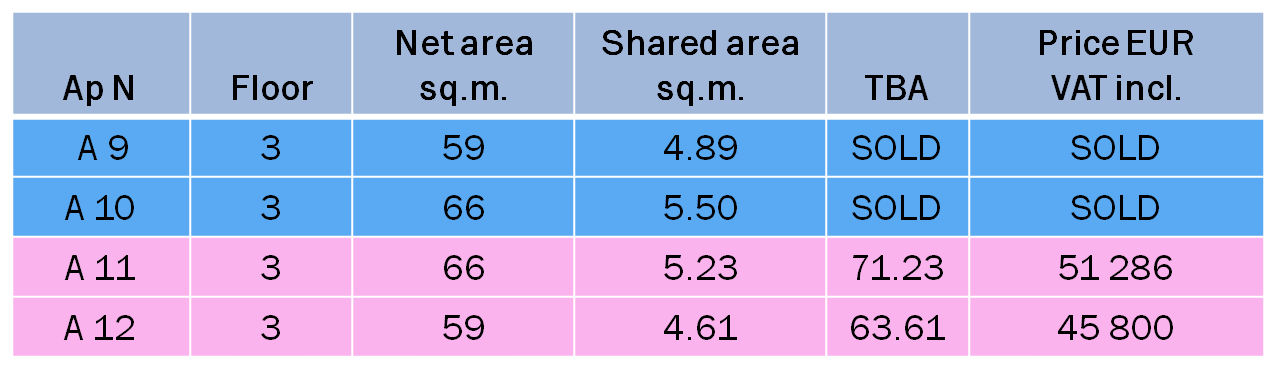 Ap N Floor Net area sq.m. Shared area sq.m. TBA Price EUR VAT incl.
A 9 3 59 4.89 SOLD SOLD
A 10 3 66 5.50 SOLD SOLD
A 11 3 66 5.23 71.23 51 286
A 12 3 59 4.61 63.61 45 800